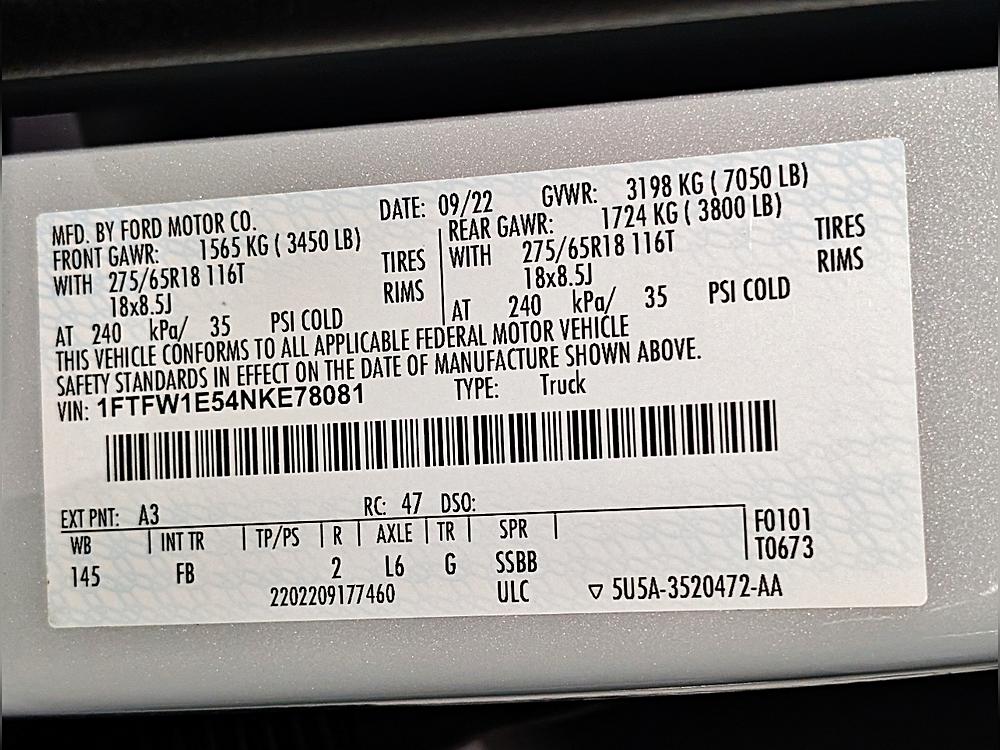 MFD. BY FORD MOTOR CO. DATE: 09/22 GVWR: 3198 KG ( 7050 LB)
FRONT GAWR: 1565 KG ( 3450 LB) REAR GAWR: 1724 KG ( 3800 LB)
WITH 275/65R18 116T TIRES WITH 275/65R18 116T TIRES
18x8.5J RIMS 18x8.5J RIMS
AT 240 kPa/ 35 PSI COLD AT 240 kPa/ 35 PSI COLD
THIS VEHICLE CONFORMS TO ALL APPLICABLE FEDERAL MOTOR VEHICLE
SAFETY STANDARDS IN EFFECT ON THE DATE OF MANUFACTURE SHOWN ABOVE.
VIN: 1FTFW1E54NKE78081 TYPE: Truck
EXT PNT: A3 RC: 47 DSO:
WB INT TR TP/PS R AXLE TR SPR F0101
145 FB 2 L6 G SSBB T0673
2202209177460 ULC ▽ 5U5A-3520472-AA